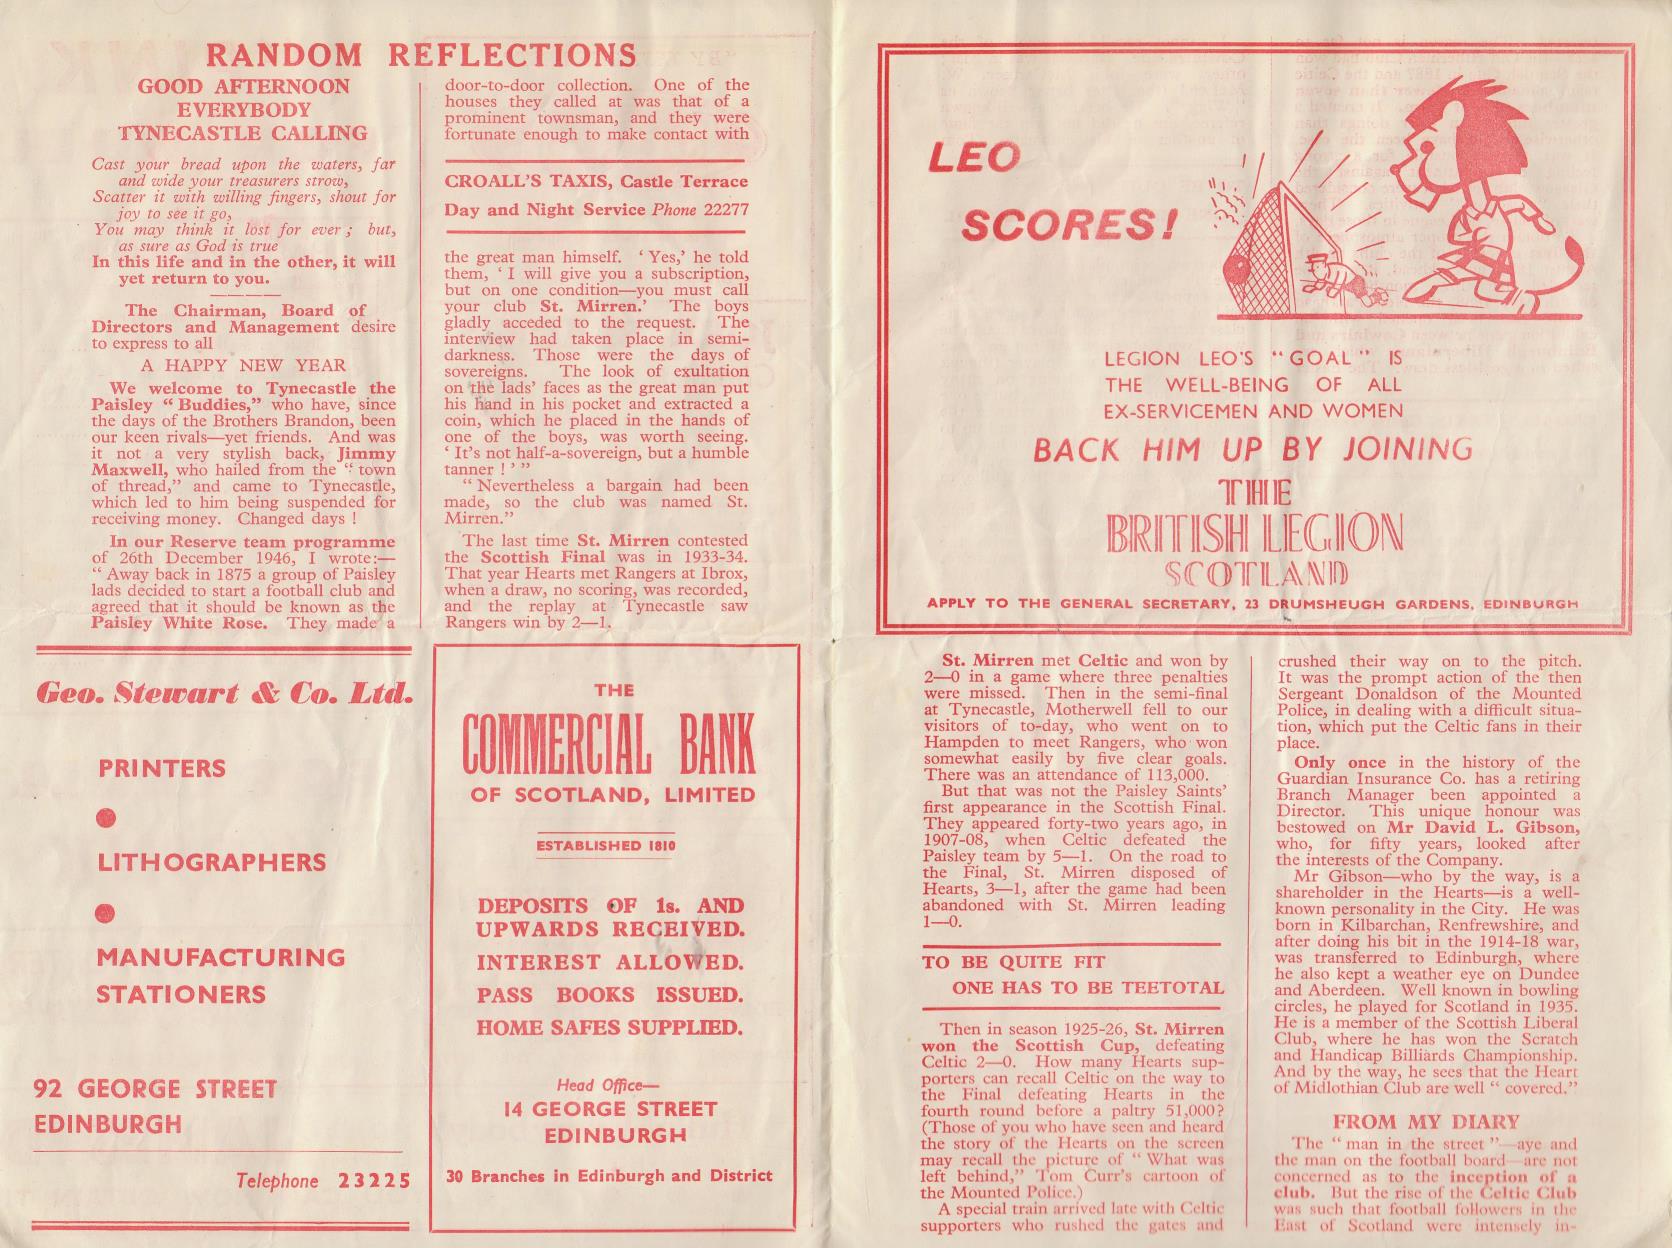 RANDOM REFLECTIONS
GOOD AFTERNOON
EVERYBODY
TYNECASTLE CALLING
Cast your bread upon the waters, far
and wide your treasurers strow,
Scatter it with willing fingers, shout for
joy to see it go,
You may think it lost for ever ; but,
as sure as God is true
In this life and in the other, it will
yet return to you.
The Chairman, Board of
Directors and Management desire
to express to all
A HAPPY NEW YEAR
We welcome to Tynecastle the
Paisley “ Buddies,” who have, since
the days of the Brothers Brandon, been
our keen rivals—yet friends. And was
it not a very stylish back, Jimmy
Maxwell, who hailed from the “ town
of thread,” and came to Tynecastle,
which led to him being suspended for
receiving money. Changed days !
In our Reserve team programme
of 26th December 1946, I wrote:—
“ Away back in 1875 a group of Paisley
lads decided to start a football club and
agreed that it should be known as the
Paisley White Rose. They made a
door-to-door collection. One of the
houses they called at was that of a
prominent townsman, and they were
fortunate enough to make contact with
CROALL'S TAXIS, Castle Terrace
Day and Night Service Phone 22277
the great man himself. ‘ Yes,’ he told
them, ‘ I will give you a subscription,
but on one condition—you must call
your club St. Mirren.’ The boys
gladly acceded to the request. The
interview had taken place in semi-
darkness. Those were the days of
sovereigns. The look of exultation
on the lads’ faces as the great man put
his hand in his pocket and extracted a
coin, which he placed in the hands of
one of the boys, was worth seeing.
‘ It’s not half-a-sovereign, but a humble
tanner ! ’ ”
“ Nevertheless a bargain had been
made, so the club was named St.
Mirren.”
The last time St. Mirren contested
the Scottish Final was in 1933-34.
That year Hearts met Rangers at Ibrox,
when a draw, no scoring, was recorded,
and the replay at Tynecastle saw
Rangers win by 2—1.
Geo. Stewart & Co. Ltd.
PRINTERS
LITHOGRAPHERS
MANUFACTURING
STATIONERS
92 GEORGE STREET
EDINBURGH
Telephone 23225
THE
COMMERCIAL BANK
OF SCOTLAND, LIMITED
ESTABLISHED 1810
DEPOSITS OF 1s. AND
UPWARDS RECEIVED.
INTEREST ALLOWED.
PASS BOOKS ISSUED.
HOME SAFES SUPPLIED.
Head Office—
14 GEORGE STREET
EDINBURGH
30 Branches in Edinburgh and District
LEO
SCORES!
LEGION LEO'S “GOAL” IS
THE WELL-BEING OF ALL
EX-SERVICEMEN AND WOMEN
BACK HIM UP BY JOINING
THE
BRITISH LEGION
SCOTLAND
APPLY TO THE GENERAL SECRETARY, 23 DRUMSHEUGH GARDENS, EDINBURGH
St. Mirren met Celtic and won by
2—0 in a game where three penalties
were missed. Then in the semi-final
at Tynecastle, Motherwell fell to our
visitors of to-day, who went on to
Hampden to meet Rangers, who won
somewhat easily by five clear goals.
There was an attendance of 113,000.
But that was not the Paisley Saints’
first appearance in the Scottish Final.
They appeared forty-two years ago, in
1907-08, when Celtic defeated the
Paisley team by 5—1. On the road to
the Final, St. Mirren disposed of
Hearts, 3—1, after the game had been
abandoned with St. Mirren leading
1—0.
TO BE QUITE FIT
ONE HAS TO BE TEETOTAL
Then in season 1925-26, St. Mirren
won the Scottish Cup, defeating
Celtic 2—0. How many Hearts sup-
porters can recall Celtic on the way to
the Final defeating Hearts in the
fourth round before a paltry 51,000?
(Those of you who have seen and heard
the story of the Hearts on the screen
may recall the picture of “ What was
left behind,” Tom Curr's cartoon of
the Mounted Police.)
A special train arrived late with Celtic
supporters who rushed the gates and
crushed their way on to the pitch.
It was the prompt action of the then
Sergeant Donaldson of the Mounted
Police, in dealing with a difficult situa-
tion, which put the Celtic fans in their
place.
Only once in the history of the
Guardian Insurance Co. has a retiring
Branch Manager been appointed a
Director. This unique honour was
bestowed on Mr David L. Gibson,
who, for fifty years, looked after
the interests of the Company.
Mr Gibson—who by the way, is a
shareholder in the Hearts—is a well-
known personality in the City. He was
born in Kilbarchan, Renfrewshire, and
after doing his bit in the 1914-18 war,
was transferred to Edinburgh, where
he also kept a weather eye on Dundee
and Aberdeen. Well known in bowling
circles, he played for Scotland in 1935.
He is a member of the Scottish Liberal
Club, where he has won the Scratch
and Handicap Billiards Championship.
And by the way, he sees that the Heart
of Midlothian Club are well “ covered.”
FROM MY DIARY
The “ man in the street ”—aye and
the man on the football board—are not
concerned as to the inception of a
club. But the rise of the Celtic Club
was such that football followers in the
East of Scotland were intensely in-